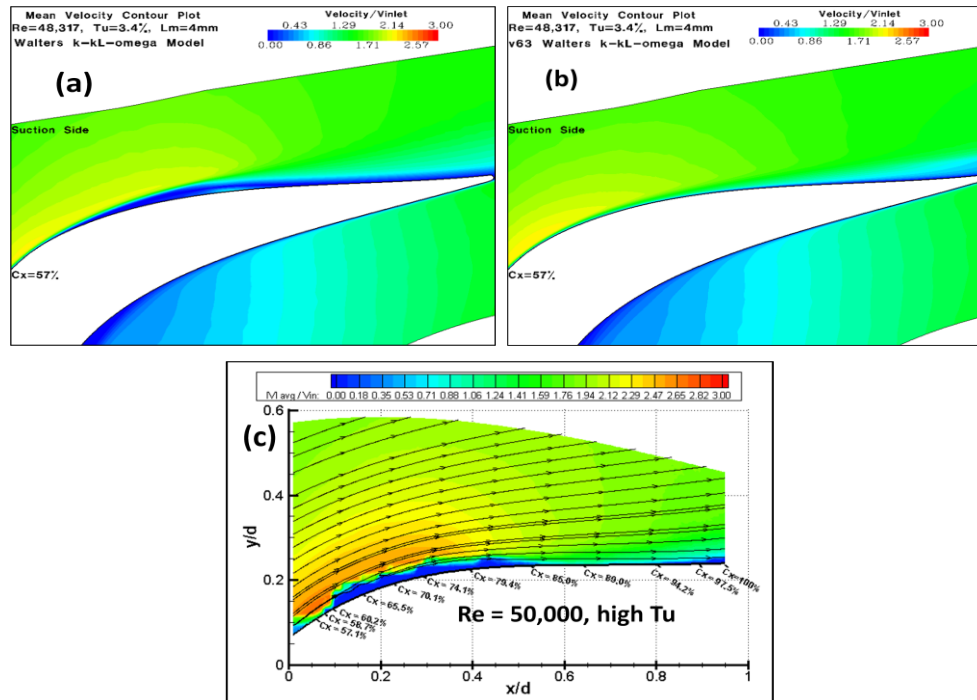 Mean Velocity Contour Plot
Re=48,317, Tu=3.4%, Lm=4mm
Walters k-kL-omega Model
Velocity/Vinlet
0.43 1.29 2.14 3.00
0.00 0.86 1.71 2.57
(a)
Suction Side
Cx=57%
Mean Velocity Contour Plot
Re=48,317, Tu=3.4%, Lm=4mm
v63 Walters k-kL-omega Model
Velocity/Vinlet
0.43 1.29 2.14 3.00
0.00 0.86 1.71 2.57
(b)
Suction Side
Cx=57%
|V| avg / Vin: 0.00 0.18 0.35 0.53 0.71 0.88 1.06 1.24 1.41 1.59 1.76 1.94 2.12 2.29 2.47 2.65 2.82 3.00
(c)
0.6
0.4
0.2
0
y/d
Cx = 57.1%
Cx = 58.7%
Cx = 60.2%
Cx = 65.5%
Cx = 70.1%
Cx = 74.1%
Cx = 79.4%
Cx = 85.0%
Cx = 89.0%
Cx = 94.2%
Cx = 97.5%
Cx=100%
Re = 50,000, high Tu
0 0.2 0.4 0.6 0.8 1
x/d